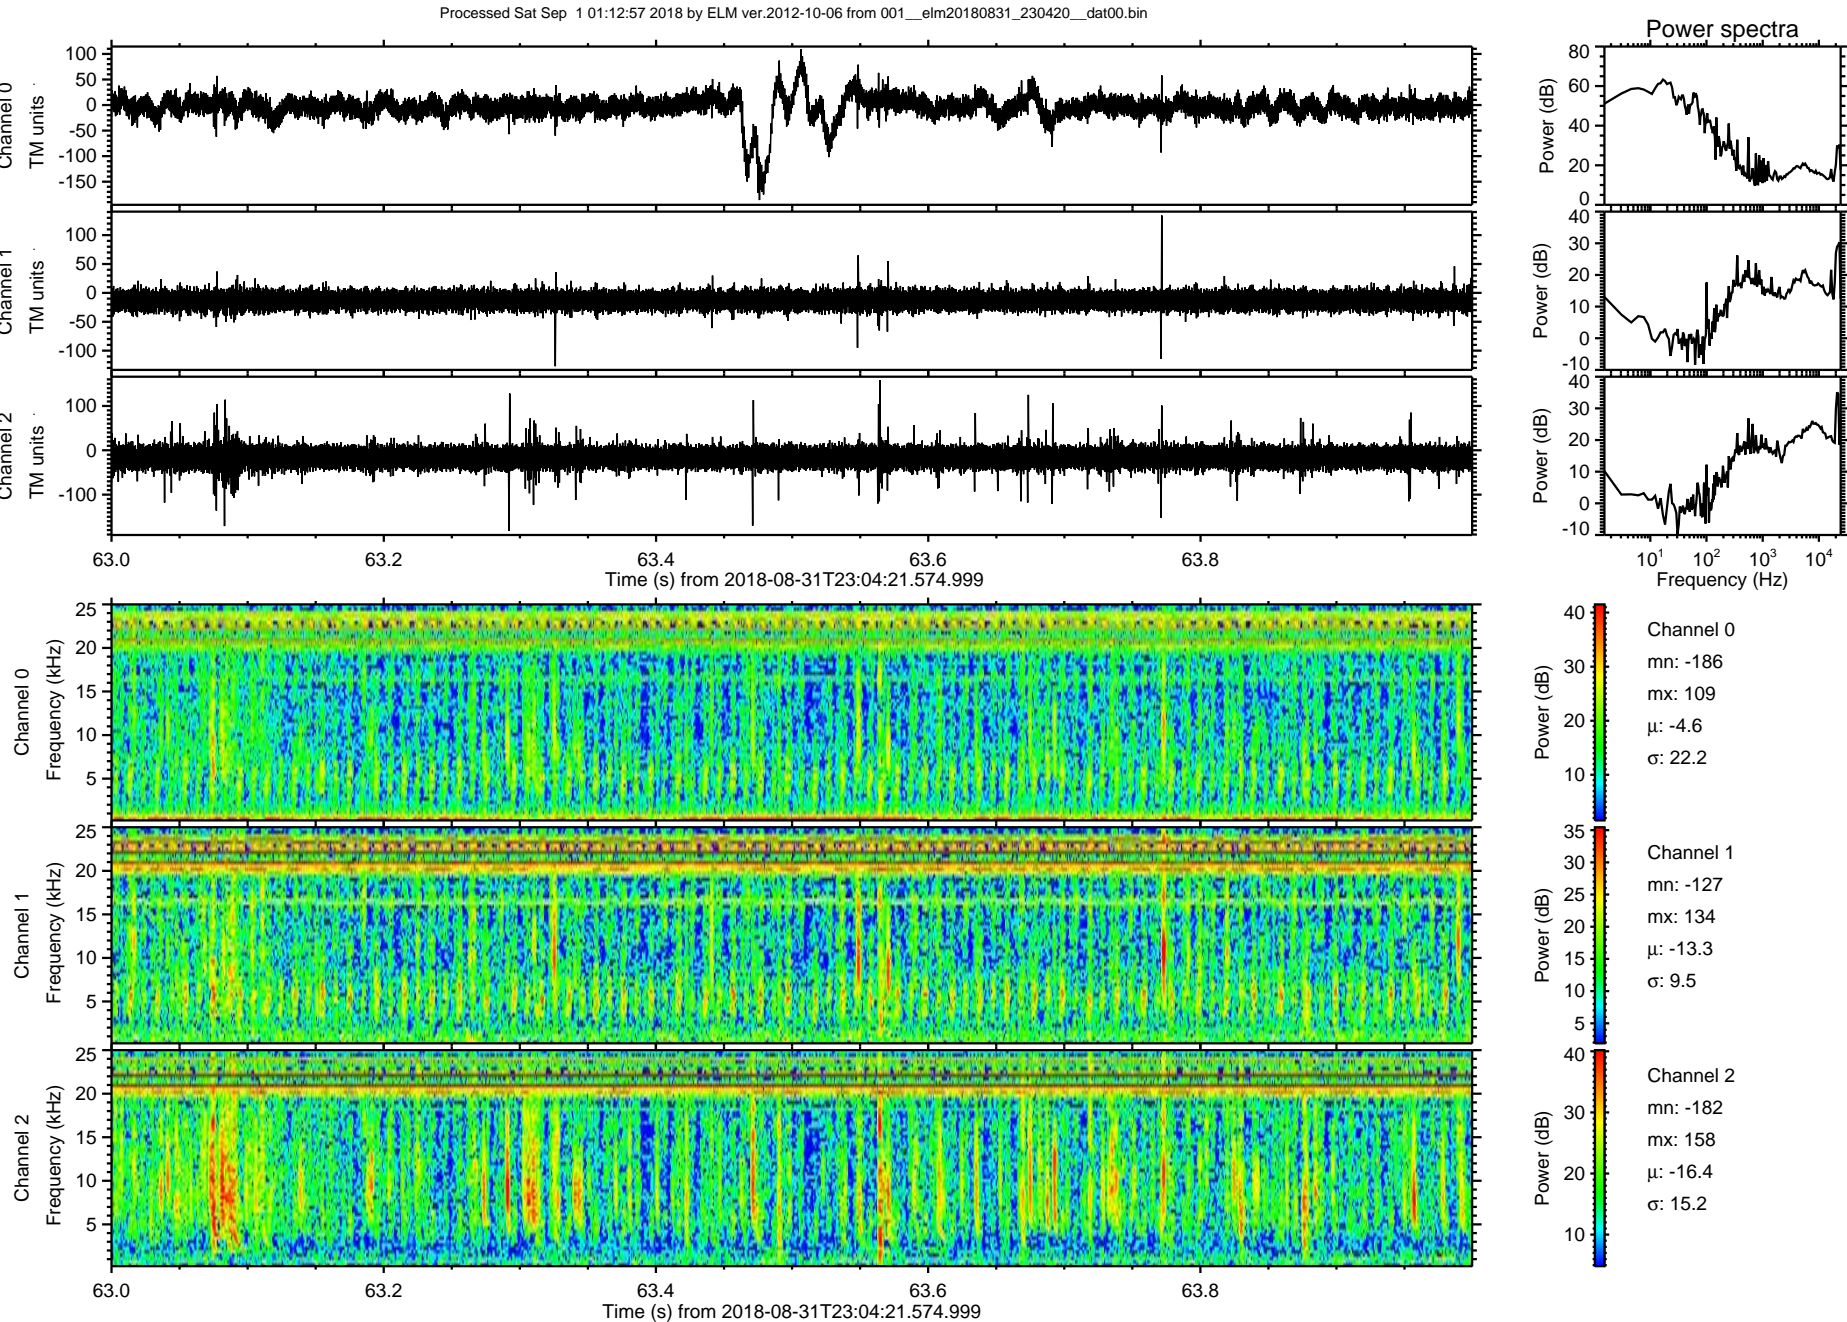 Processed Sat Sep 1 01:12:57 2018 by ELM ver.2012-10-06 from 001__elm20180831_230420__dat00.bin
Power spectra
Channel 0
TM units
100
50
0
-50
-100
-150
Power (dB)
80
60
40
20
0
Channel 1
TM units
100
50
0
-50
-100
Power (dB)
40
30
20
10
0
-10
Channel 2
TM units
100
0
-100
Power (dB)
40
30
20
10
0
-10
63.0 63.2 63.4 63.6 63.8
Time (s) from 2018-08-31T23:04:21.574.999
10¹ 10² 10³ 10⁴
Frequency (Hz)
Channel 0
Frequency (kHz)
25
20
15
10
5
Power (dB)
40
30
20
10
Channel 0
mn: -186
mx: 109
μ: -4.6
σ: 22.2
Channel 1
Frequency (kHz)
25
20
15
10
5
Power (dB)
35
30
25
20
15
10
5
Channel 1
mn: -127
mx: 134
μ: -13.3
σ: 9.5
Channel 2
Frequency (kHz)
25
20
15
10
5
Power (dB)
40
30
20
10
Channel 2
mn: -182
mx: 158
μ: -16.4
σ: 15.2
63.0 63.2 63.4 63.6 63.8
Time (s) from 2018-08-31T23:04:21.574.999